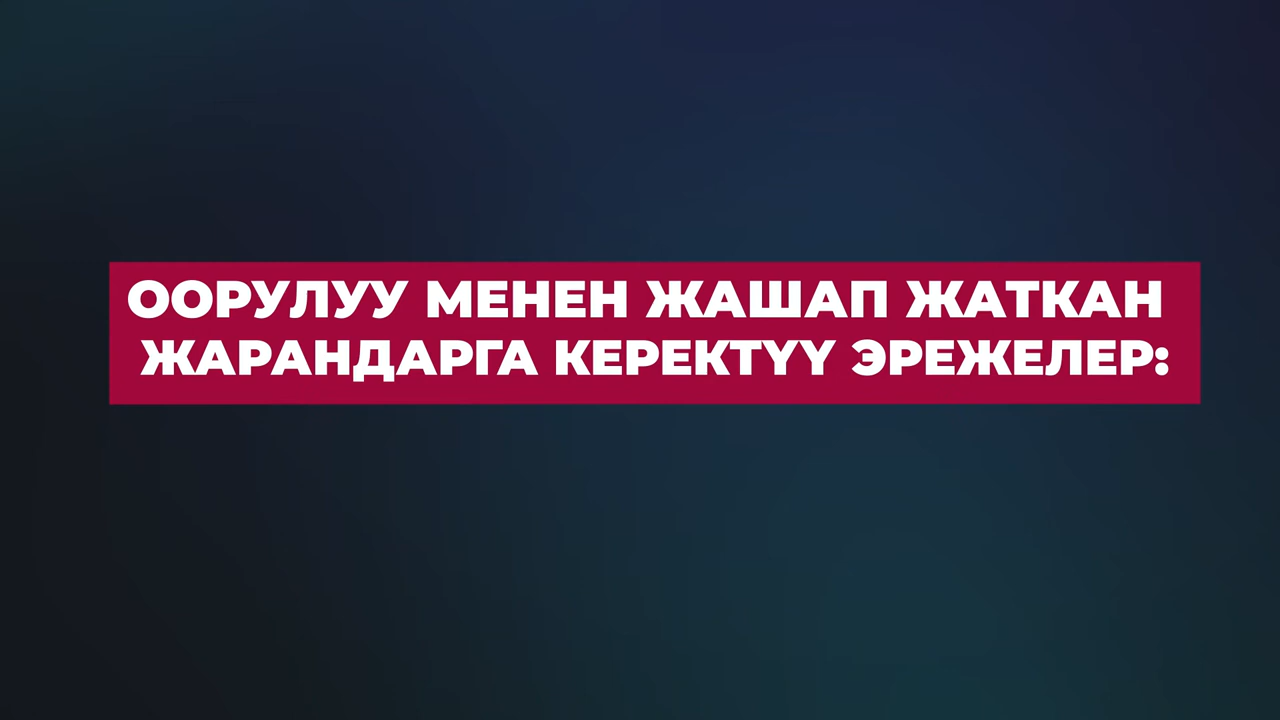 ООРУЛУУ МЕНЕН ЖАШАП ЖАТКАН
ЖАРАНДАРГА КЕРЕКТҮҮ ЭРЕЖЕЛЕР: